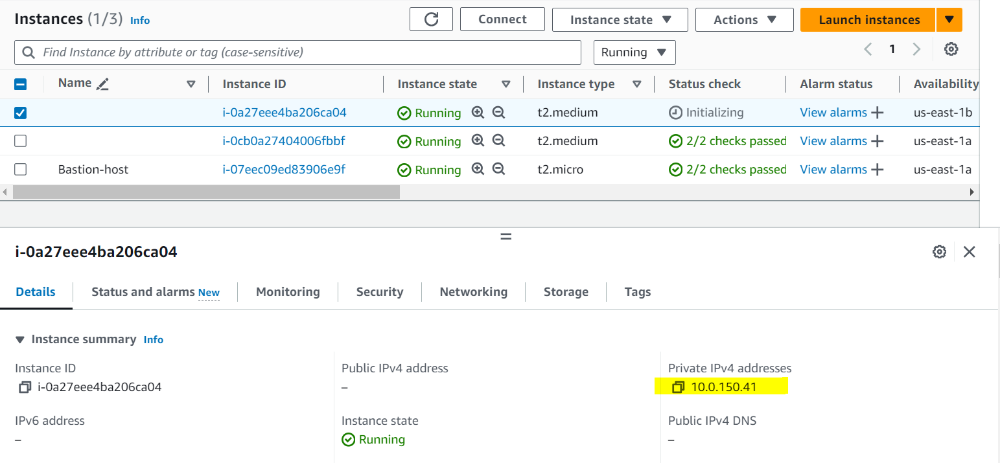 Instances (1/3) Info Connect Instance state Actions Launch instances
Find Instance by attribute or tag (case-sensitive) Running 1
Name Instance ID Instance state Instance type Status check Alarm status Availability
i-0a27eee4ba206ca04 Running t2.medium Initializing View alarms + us-east-1b
i-0cb0a27404006fbbf Running t2.medium 2/2 checks passed View alarms + us-east-1a
Bastion-host i-07eec09ed83906e9f Running t2.micro 2/2 checks passed View alarms + us-east-1a
i-0a27eee4ba206ca04
Details Status and alarms New Monitoring Security Networking Storage Tags
Instance summary Info
Instance ID Public IPv4 address Private IPv4 addresses
i-0a27eee4ba206ca04 – 10.0.150.41
IPv6 address Instance state Public IPv4 DNS
– Running –